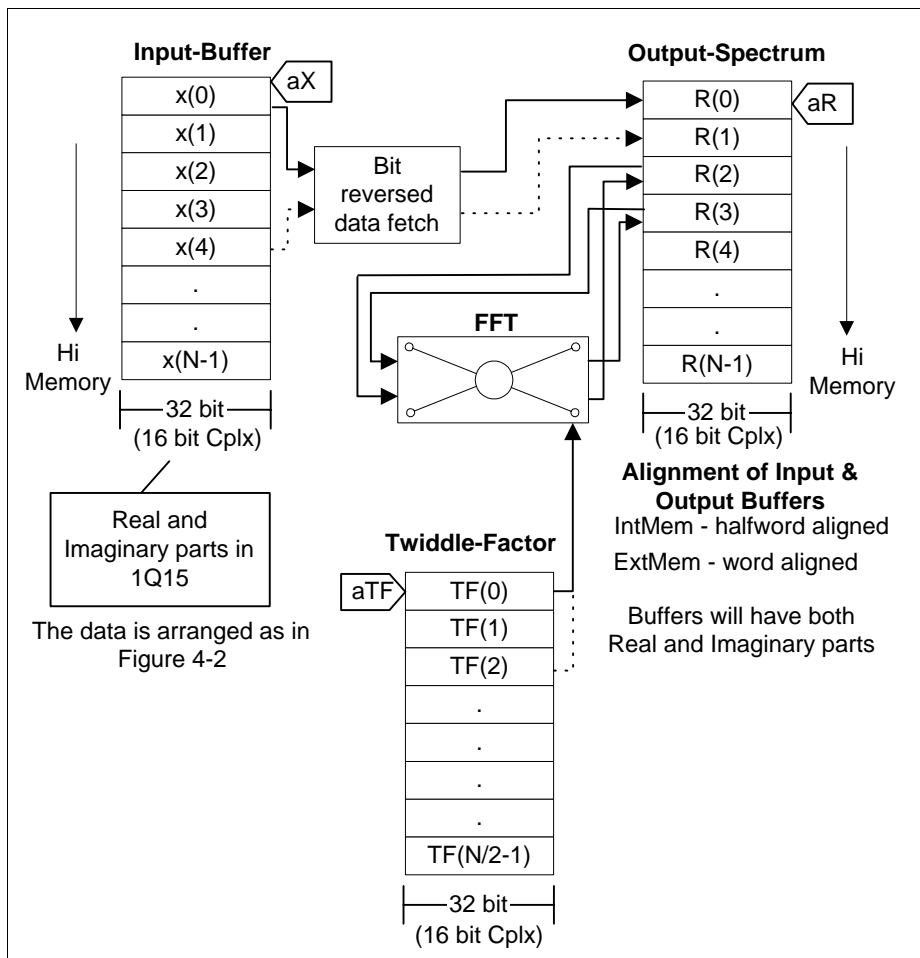 Input-Buffer
aX
x(0)
x(1)
x(2)
x(3)
x(4)
.
.
x(N-1)
Hi
Memory
32 bit
(16 bit Cplx)
Real and
Imaginary parts in
1Q15
The data is arranged as in
Figure 4-2
Bit
reversed
data fetch
FFT
Output-Spectrum
aR
R(0)
R(1)
R(2)
R(3)
R(4)
.
.
R(N-1)
Hi
Memory
32 bit
(16 bit Cplx)
Alignment of Input &
Output Buffers
IntMem - halfword aligned
ExtMem - word aligned
Buffers will have both
Real and Imaginary parts
Twiddle-Factor
aTF
TF(0)
TF(1)
TF(2)
.
.
.
.
TF(N/2-1)
32 bit
(16 bit Cplx)